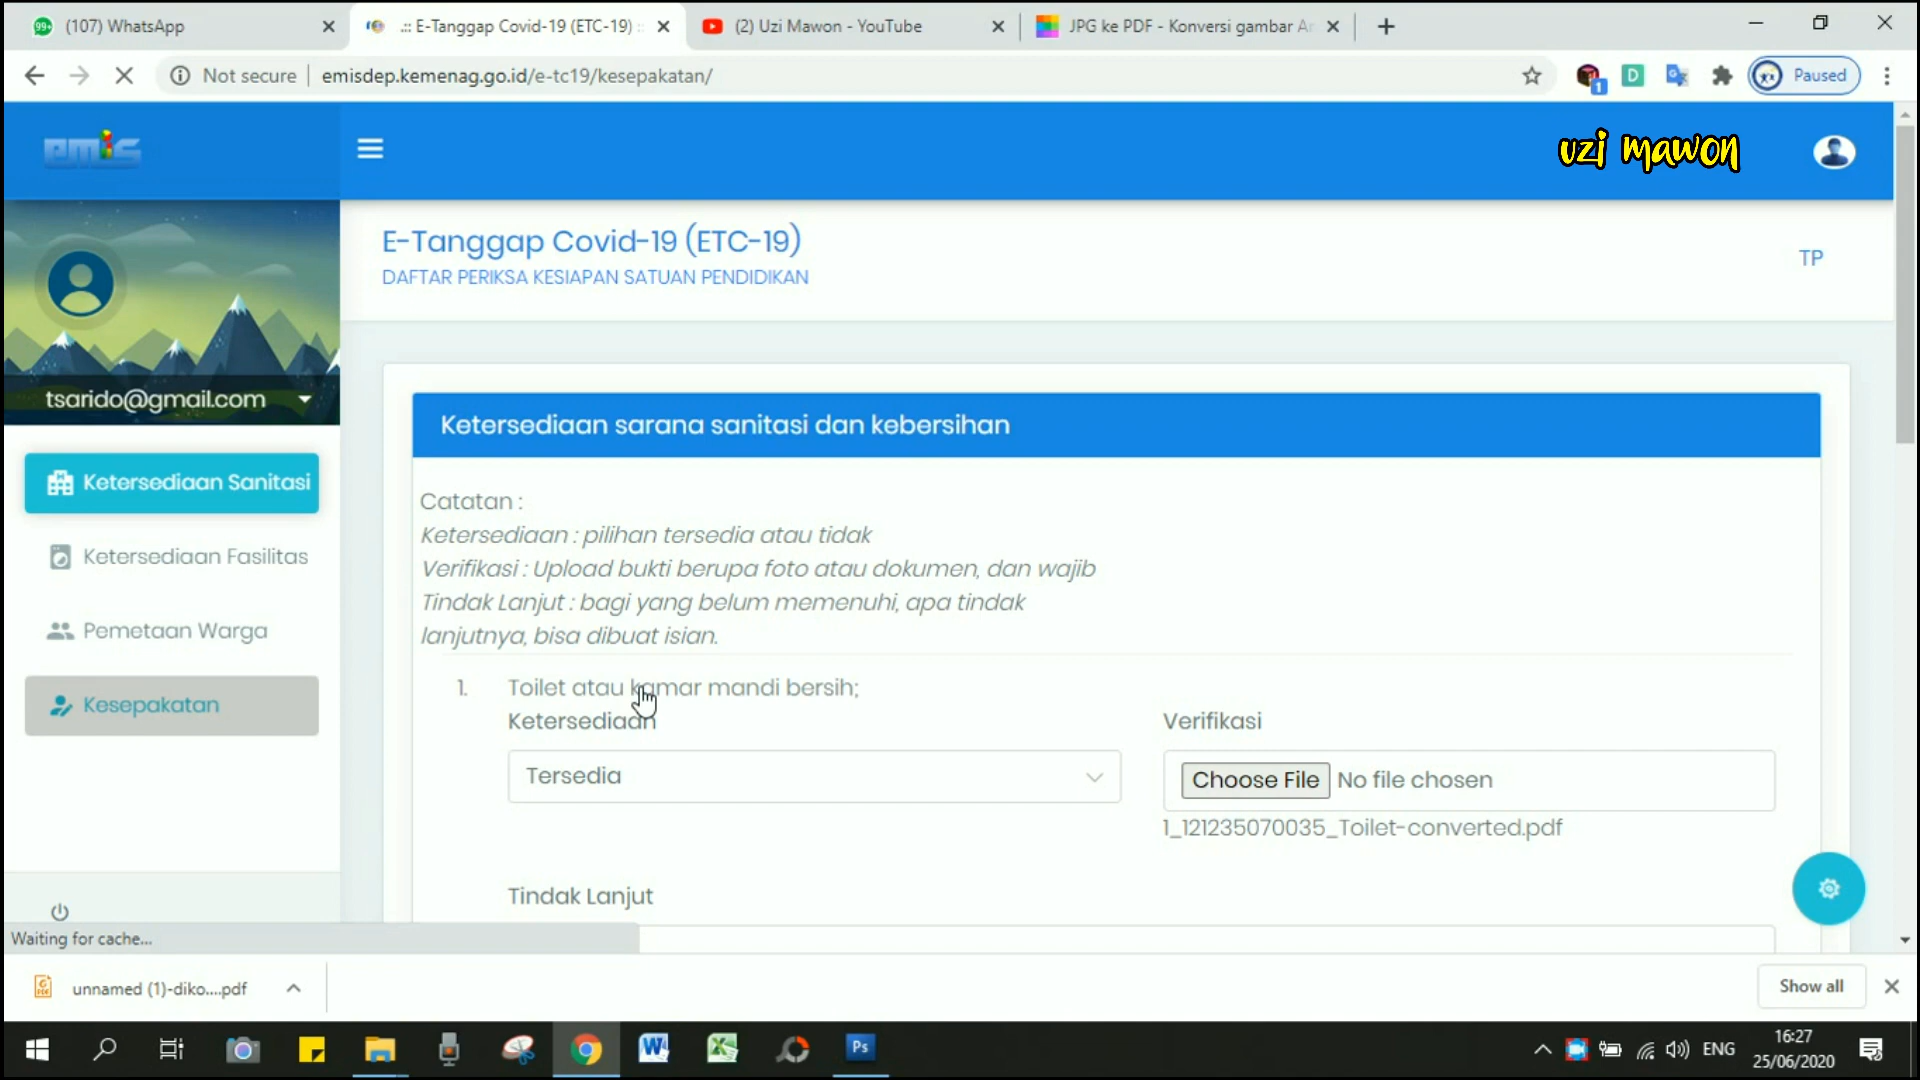 (107) WhatsApp
.:: E-Tanggap Covid-19 (ETC-19) :
(2) Uzi Mawon - YouTube
JPG ke PDF - Konversi gambar An
Not secure
emisdep.kemenag.go.id/e-tc19/kesepakatan/
1
D
Paused
emis
uzi mawon
E-Tanggap Covid-19 (ETC-19)
DAFTAR PERIKSA KESIAPAN SATUAN PENDIDIKAN
TP
tsarido@gmail.com
Ketersediaan Sanitasi
Ketersediaan Fasilitas
Pemetaan Warga
Kesepakatan
Ketersediaan sarana sanitasi dan kebersihan
Catatan :
Ketersediaan : pilihan tersedia atau tidak
Verifikasi : Upload bukti berupa foto atau dokumen, dan wajib
Tindak Lanjut : bagi yang belum memenuhi, apa tindak
lanjutnya, bisa dibuat isian.
1. Toilet atau kamar mandi bersih;
Ketersediaan
Verifikasi
Tersedia
Choose File No file chosen
1_121235070035_Toilet-converted.pdf
Tindak Lanjut
Waiting for cache...
unnamed (1)-diko....pdf
Show all
Ps
ENG
16:27
25/06/2020